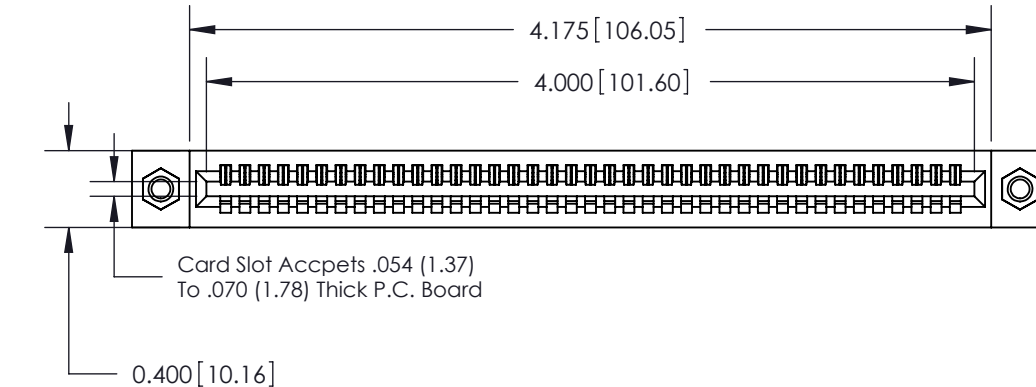 4.175[106.05]
4.000[101.60]
Card Slot Accpets .054 (1.37)
To .070 (1.78) Thick P.C. Board
0.400[10.16]